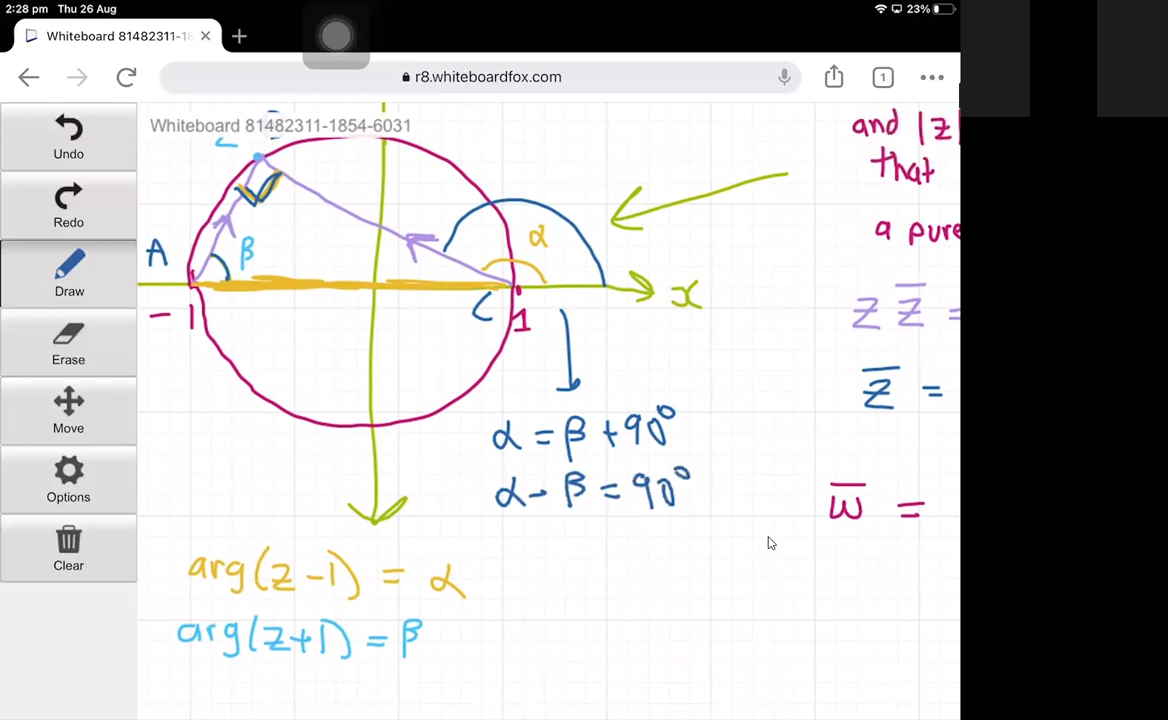 2:28 pm Thu 26 Aug
23%
Whiteboard 81482311-18
r8.whiteboardfox.com
1
Undo
Redo
Draw
Erase
Move
Options
Clear
Whiteboard 81482311-1854-6031
A
β
α
C
x
-1
1
α = β + 90°
α - β = 90°
arg(z-1) = α
arg(z+1) = β
and |z|
that
a pure
z z̅ =
z̅ =
w̅ =